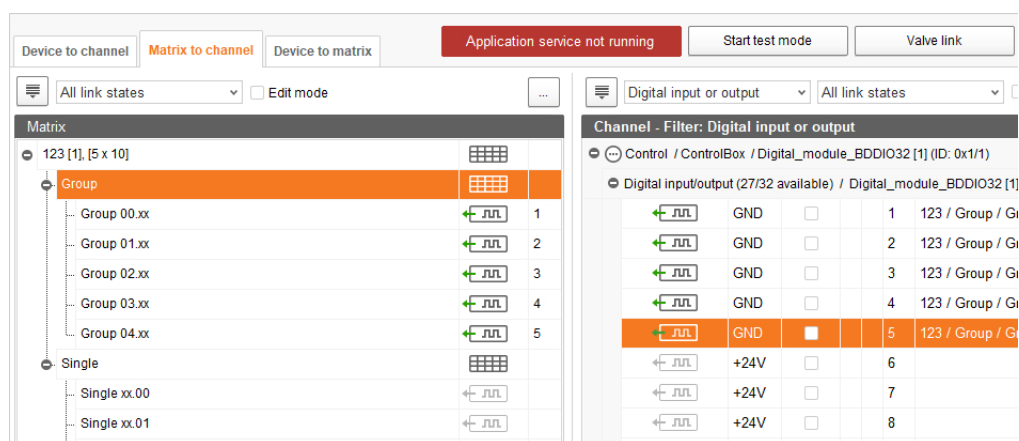 Device to channel Matrix to channel Device to matrix Application service not running Start test mode Valve link
All link states Edit mode ... Digital input or output All link states
Matrix
123 [1], [5 x 10]
Group
Group 00.xx 1
Group 01.xx 2
Group 02.xx 3
Group 03.xx 4
Group 04.xx 5
Single
Single xx.00
Single xx.01
Channel - Filter: Digital input or output
Control / ControlBox / Digital_module_BDDIO32 [1] (ID: 0x1/1)
Digital input/output (27/32 available) / Digital_module_BDDIO32 [1]
GND 1 123 / Group / Gr
GND 2 123 / Group / Gr
GND 3 123 / Group / Gr
GND 4 123 / Group / Gr
GND 5 123 / Group / Gr
+24V 6
+24V 7
+24V 8